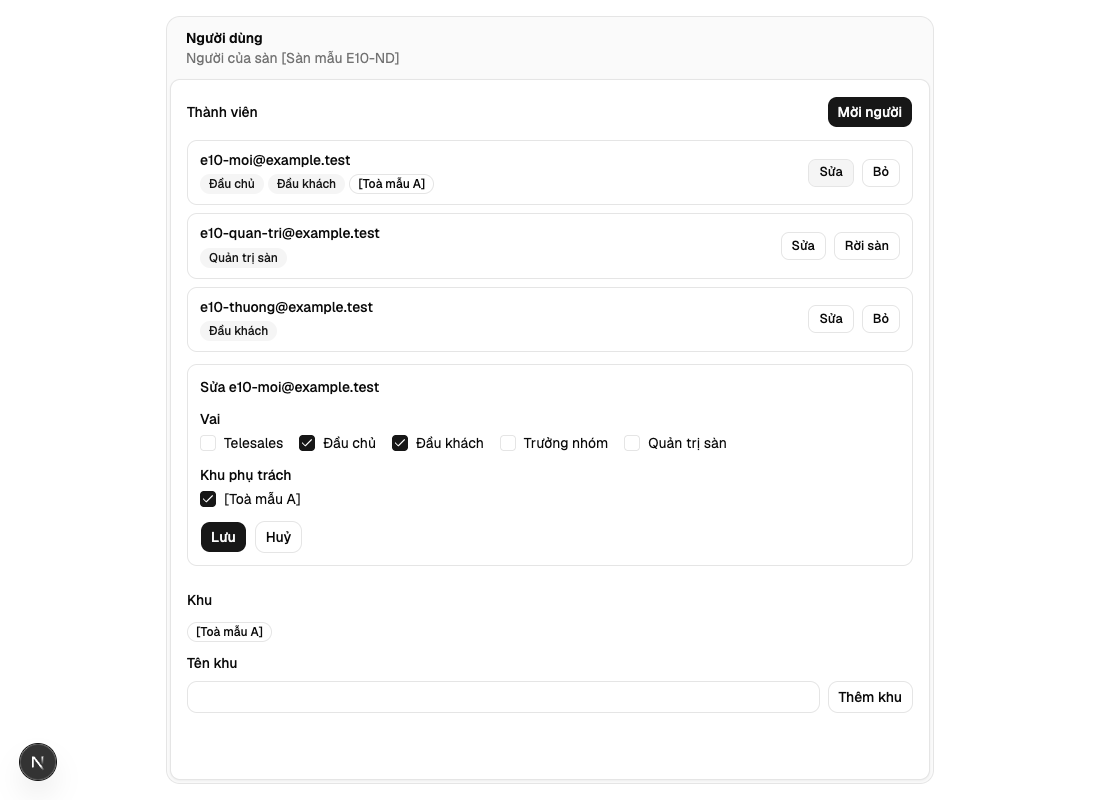 Người dùng
Người của sàn [Sàn mẫu E10-ND]
Thành viên
Mời người
e10-moi@example.test
Đầu chủ Đầu khách [Toà mẫu A]
Sửa Bỏ
e10-quan-tri@example.test
Quản trị sàn
Sửa Rời sàn
e10-thuong@example.test
Đầu khách
Sửa Bỏ
Sửa e10-moi@example.test
Vai
Telesales Đầu chủ Đầu khách Trưởng nhóm Quản trị sàn
Khu phụ trách
[Toà mẫu A]
Lưu Huỷ
Khu
[Toà mẫu A]
Tên khu
Thêm khu
N